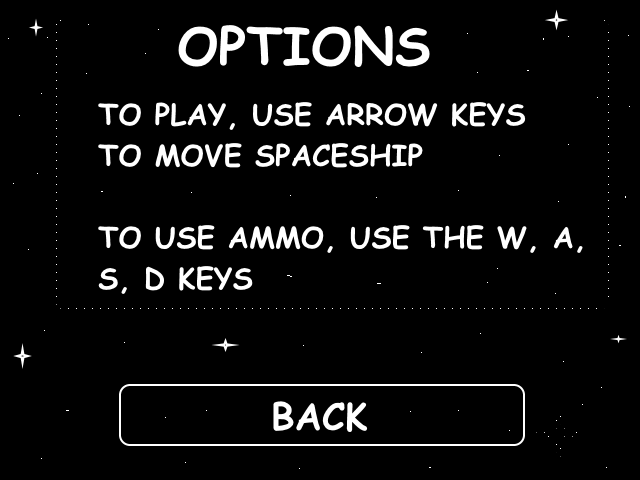 OPTIONS
TO PLAY, USE ARROW KEYS
TO MOVE SPACESHIP
TO USE AMMO, USE THE W, A,
S, D KEYS
BACK